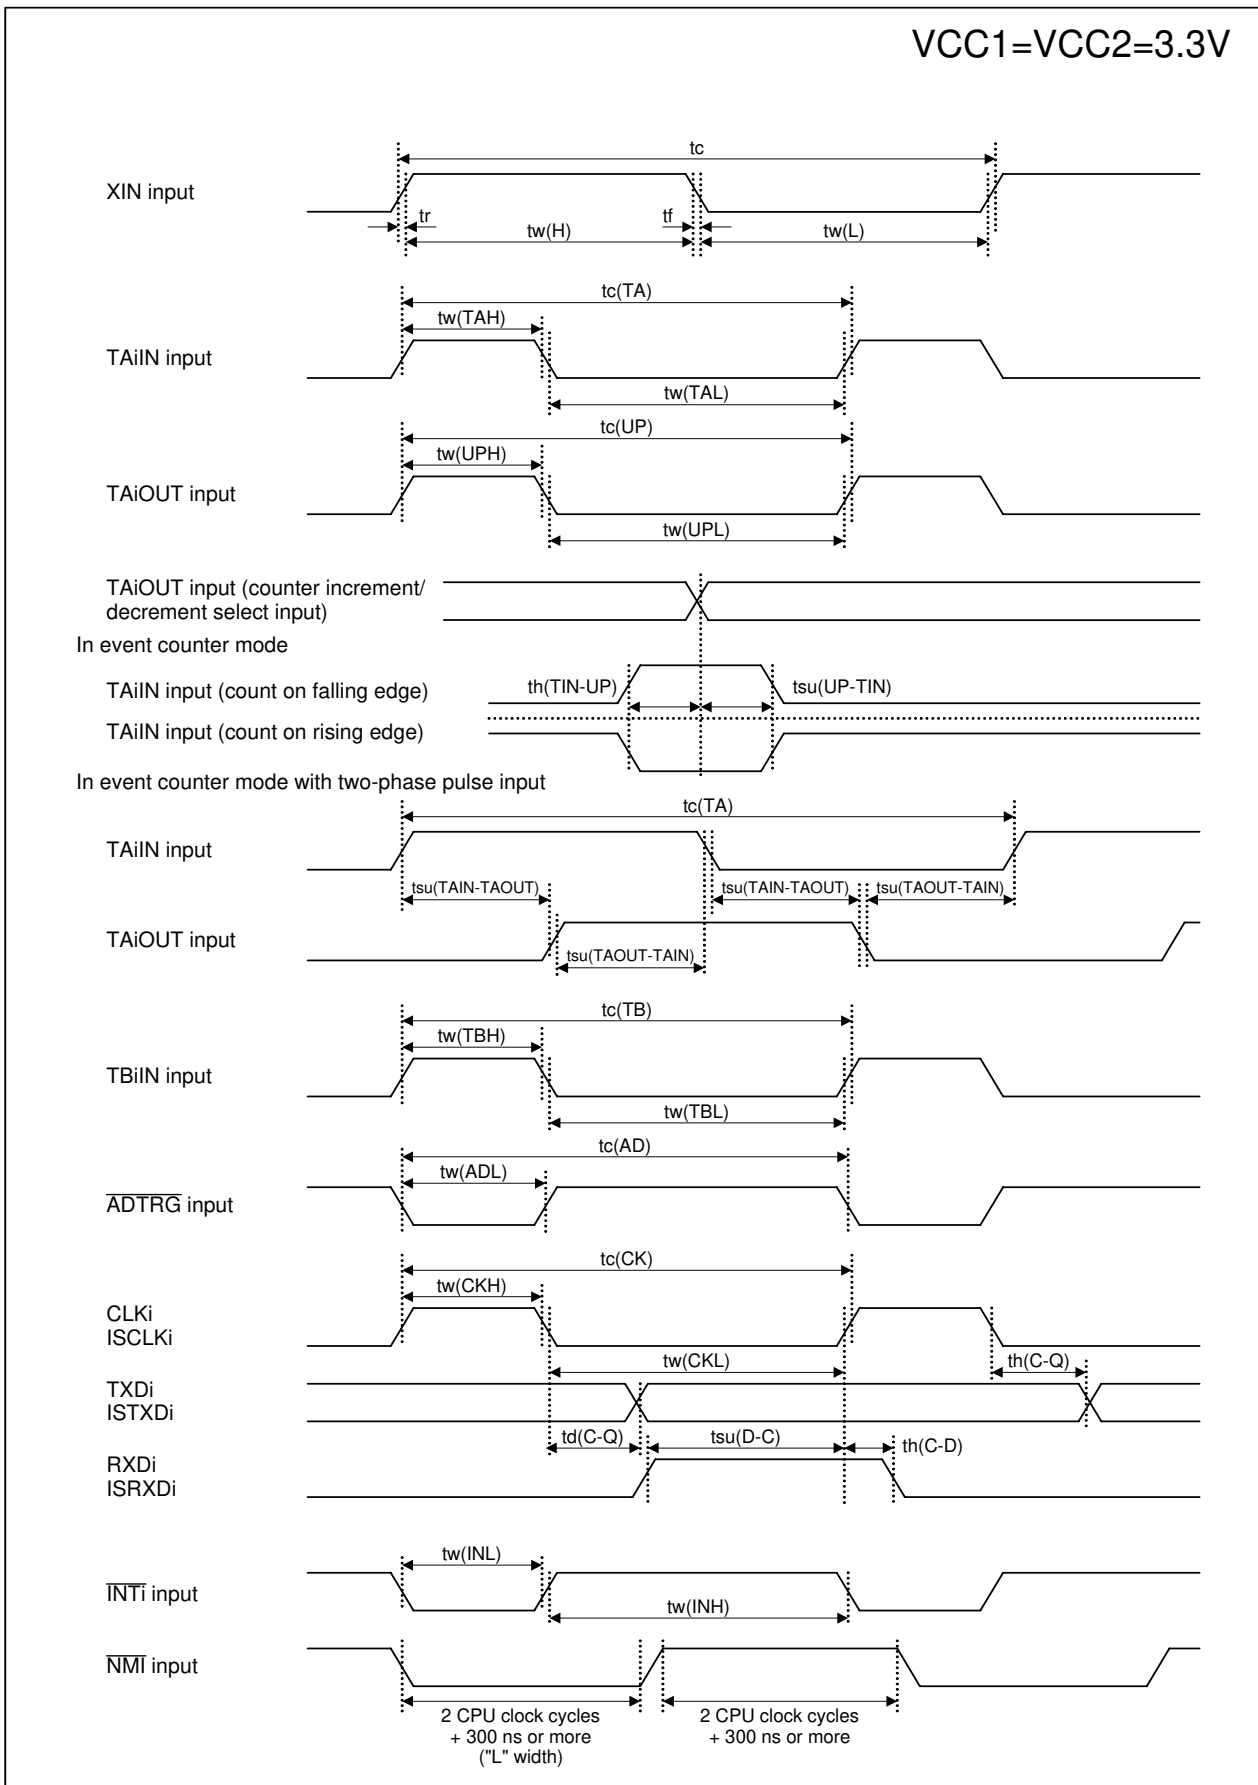 VCC1=VCC2=3.3V
tc
XIN input
tr
tf
tw(H)
tw(L)
tc(TA)
tw(TAH)
TAiIN input
tw(TAL)
tc(UP)
tw(UPH)
TAiOUT input
tw(UPL)
TAiOUT input (counter increment/
decrement select input)
In event counter mode
TAiIN input (count on falling edge)
th(TIN-UP)
tsu(UP-TIN)
TAiIN input (count on rising edge)
In event counter mode with two-phase pulse input
tc(TA)
TAiIN input
tsu(TAIN-TAOUT)
tsu(TAIN-TAOUT)
tsu(TAOUT-TAIN)
TAiOUT input
tsu(TAOUT-TAIN)
tc(TB)
tw(TBH)
TBiIN input
tw(TBL)
tc(AD)
tw(ADL)
ADTRG input
tc(CK)
tw(CKH)
CLKi
ISCLKi
tw(CKL)
th(C-Q)
TXDi
ISTXDi
td(C-Q)
tsu(D-C)
th(C-D)
RXDi
ISRXDi
tw(INL)
INTi input
tw(INH)
NMI input
2 CPU clock cycles
+ 300 ns or more
("L" width)
2 CPU clock cycles
+ 300 ns or more